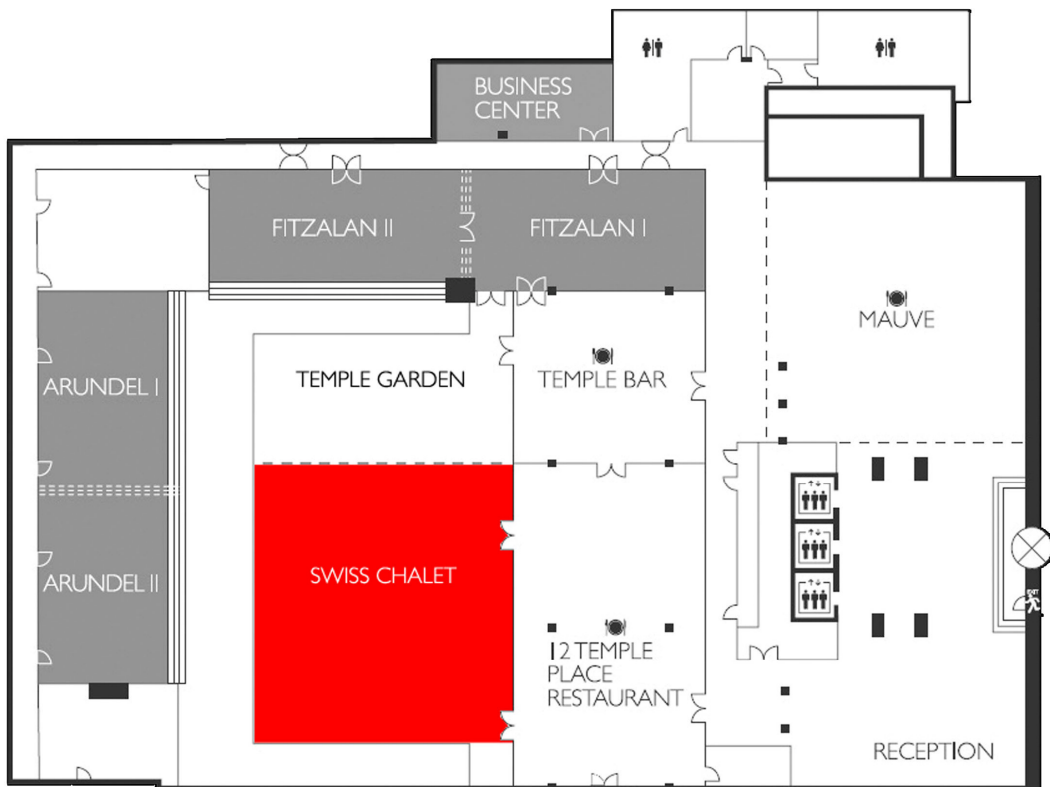 BUSINESS
CENTER
FITZALAN II
FITZALAN I
MAUVE
ARUNDEL I
TEMPLE GARDEN
TEMPLE BAR
SWISS CHALET
ARUNDEL II
EXIT
12 TEMPLE
PLACE
RESTAURANT
RECEPTION